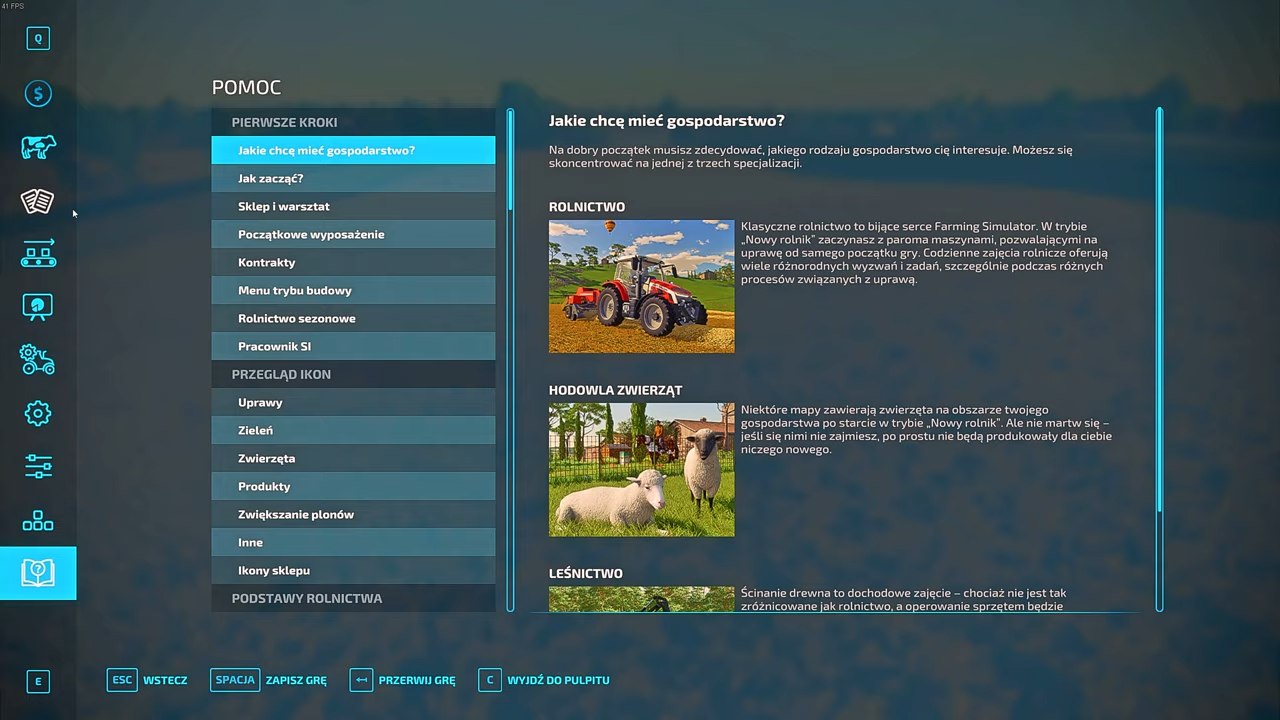 41 FPS
Q
POMOC
PIERWSZE KROKI
Jakie chcę mieć gospodarstwo?
Jak zacząć?
Sklep i warsztat
Początkowe wyposażenie
Kontrakty
Menu trybu budowy
Rolnictwo sezonowe
Pracownik SI
PRZEGLĄD IKON
Uprawy
Zieleń
Zwierzęta
Produkty
Zwiększanie plonów
Inne
Ikony sklepu
PODSTAWY ROLNICTWA
Jakie chcę mieć gospodarstwo?
Na dobry początek musisz zdecydować, jakiego rodzaju gospodarstwo cię interesuje. Możesz się
skoncentrować na jednej z trzech specjalizacji.
ROLNICTWO
Klasyczne rolnictwo to bijące serce Farming Simulator. W trybie
„Nowy rolnik” zaczynasz z paroma maszynami, pozwalającymi na
uprawę od samego początku gry. Codzienne zajęcia rolnicze oferują
wiele różnorodnych wyzwań i zadań, szczególnie podczas różnych
procesów związanych z uprawą.
HODOWLA ZWIERZĄT
Niektóre mapy zawierają zwierzęta na obszarze twojego
gospodarstwa po starcie w trybie „Nowy rolnik”. Ale nie martw się –
jeśli się nimi nie zajmiesz, po prostu nie będą produkowały dla ciebie
niczego nowego.
LEŚNICTWO
Ścinanie drewna to dochodowe zajęcie – chociaż nie jest tak
zróżnicowane jak rolnictwo, a operowanie sprzętem będzie
E
ESC WSTECZ SPACJA ZAPISZ GRĘ PRZERWIJ GRĘ C WYJDŹ DO PULPITU